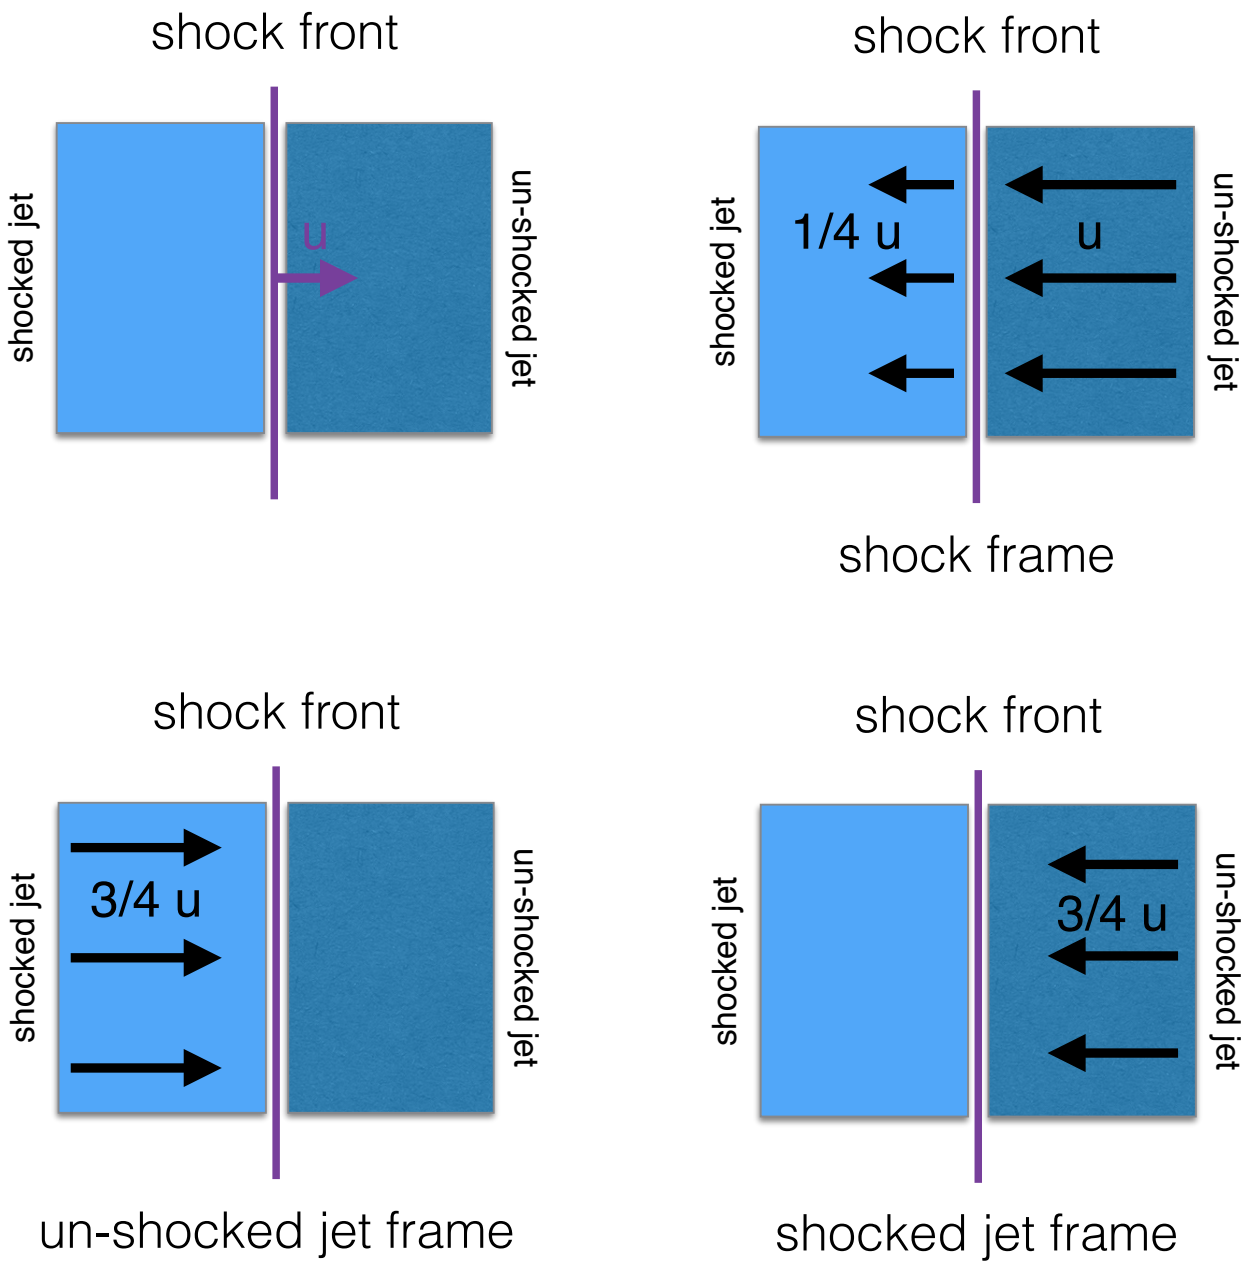 shock front
shocked jet
u
un-shocked jet
shock front
shocked jet
1/4 u
u
un-shocked jet
shock frame
shock front
shocked jet
3/4 u
un-shocked jet
un-shocked jet frame
shock front
shocked jet
3/4 u
un-shocked jet
shocked jet frame